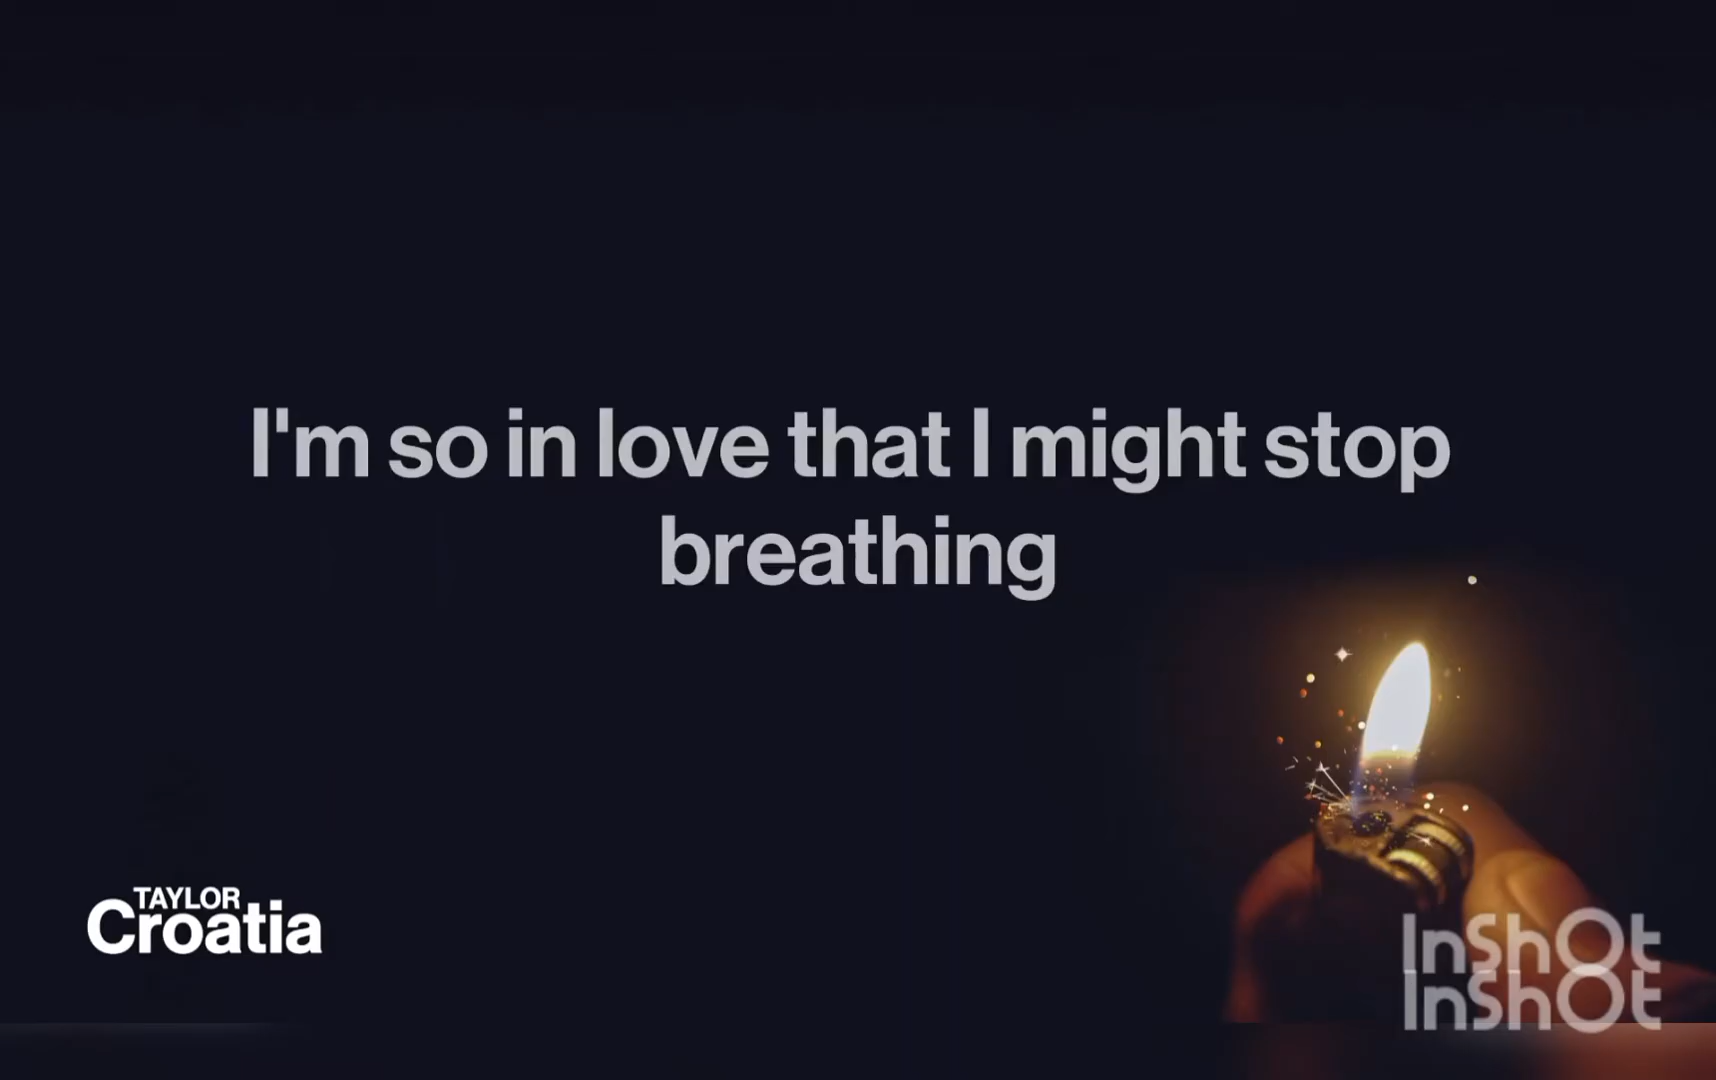 I'm so in love that I might stop
breathing
TAYLOR
Croatia
InShOt
InShOt